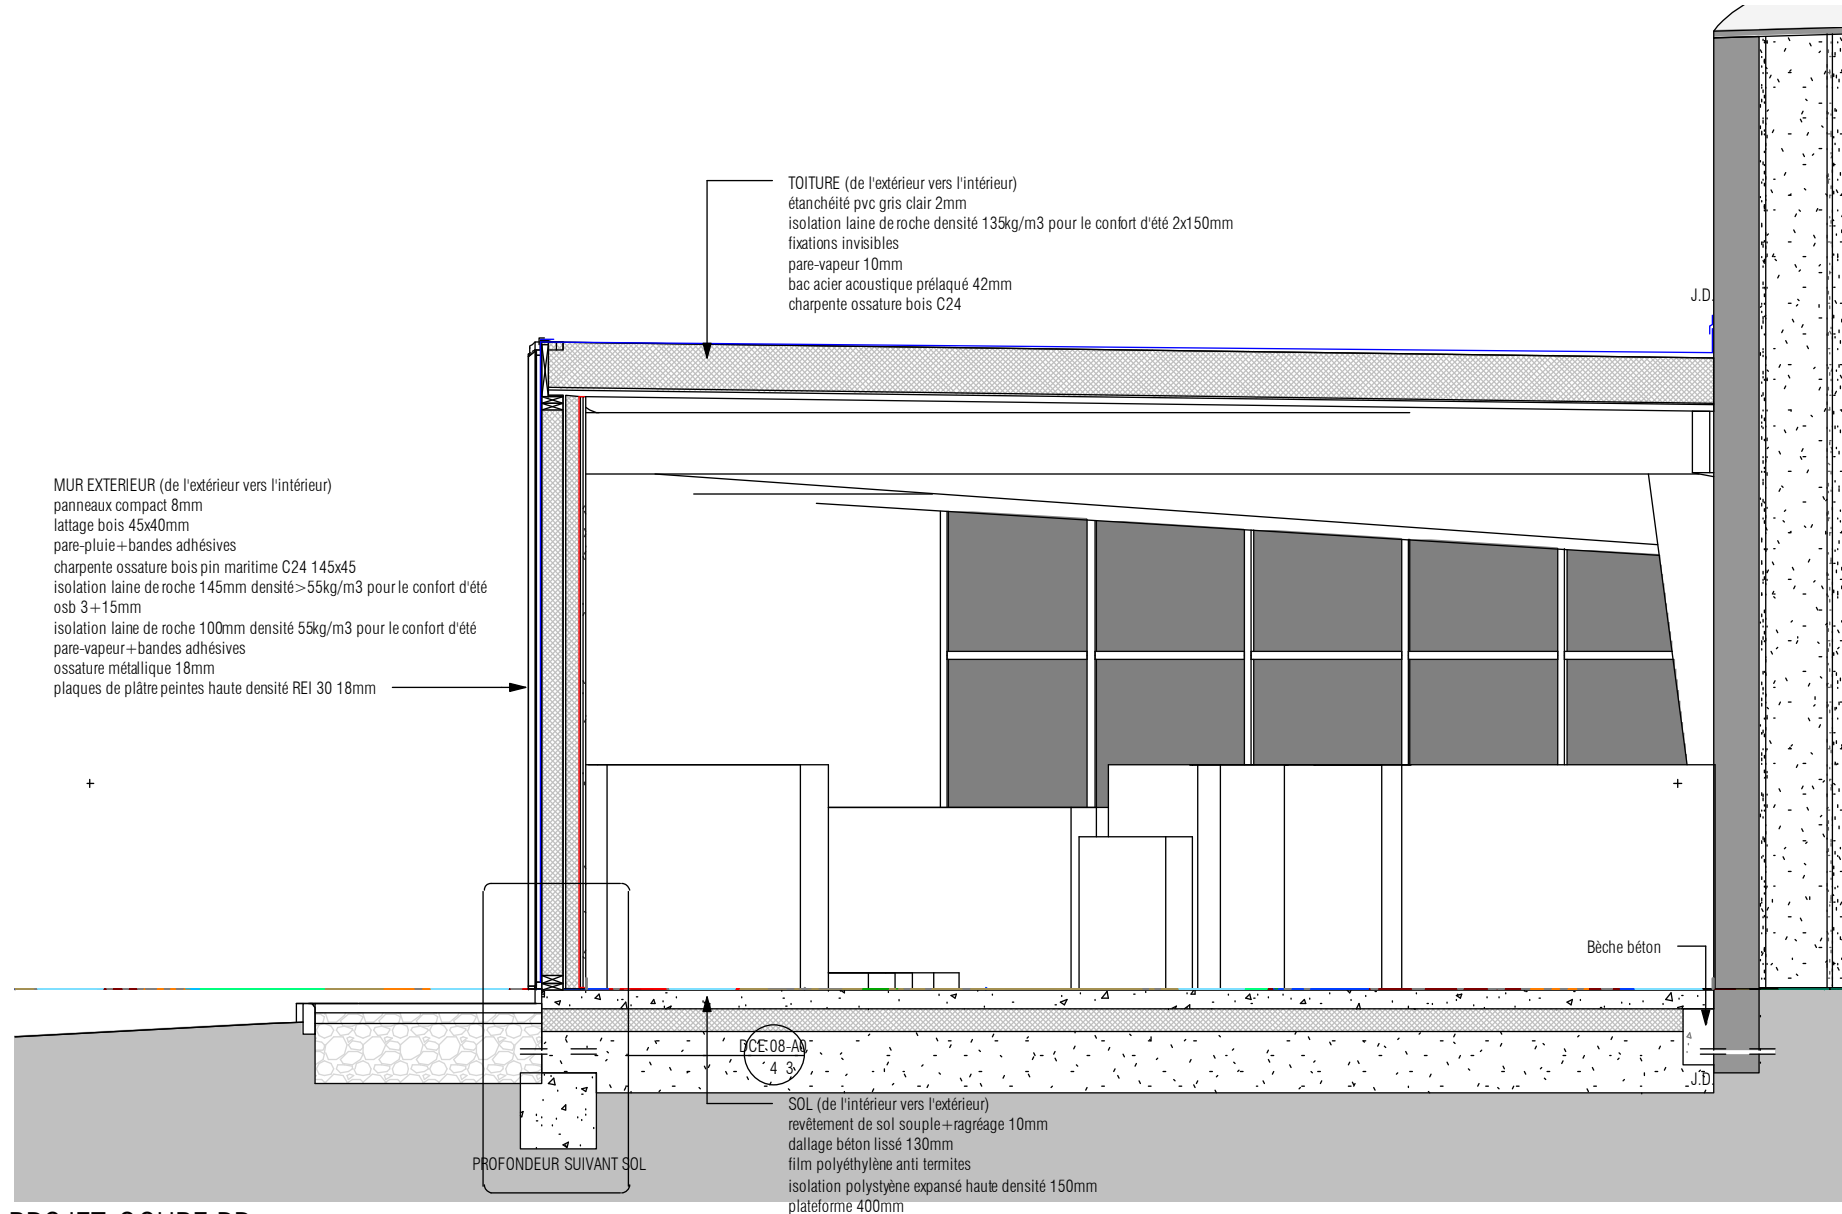 TOITURE (de l'extérieur vers l'intérieur)
étanchéité pvc gris clair 2mm
isolation laine de roche densité 135kg/m3 pour le confort d'été 2x150mm
fixations invisibles
pare-vapeur 10mm
bac acier acoustique prélaqué 42mm
charpente ossature bois C24
J.D.
MUR EXTERIEUR (de l'extérieur vers l'intérieur)
panneaux compact 8mm
lattage bois 45x40mm
pare-pluie+bandes adhésives
charpente ossature bois pin maritime C24 145x45
isolation laine de roche 145mm densité>55kg/m3 pour le confort d'été
osb 3+15mm
isolation laine de roche 100mm densité 55kg/m3 pour le confort d'été
pare-vapeur+bandes adhésives
ossature métallique 18mm
plaques de plâtre peintes haute densité REI 30 18mm
Bèche béton
DCE-08-A0
4 3
J.D.
SOL (de l'intérieur vers l'extérieur)
revêtement de sol souple+ragréage 10mm
dallage béton lissé 130mm
film polyéthylène anti termites
isolation polystyène expansé haute densité 150mm
plateforme 400mm
PROFONDEUR SUIVANT SOL